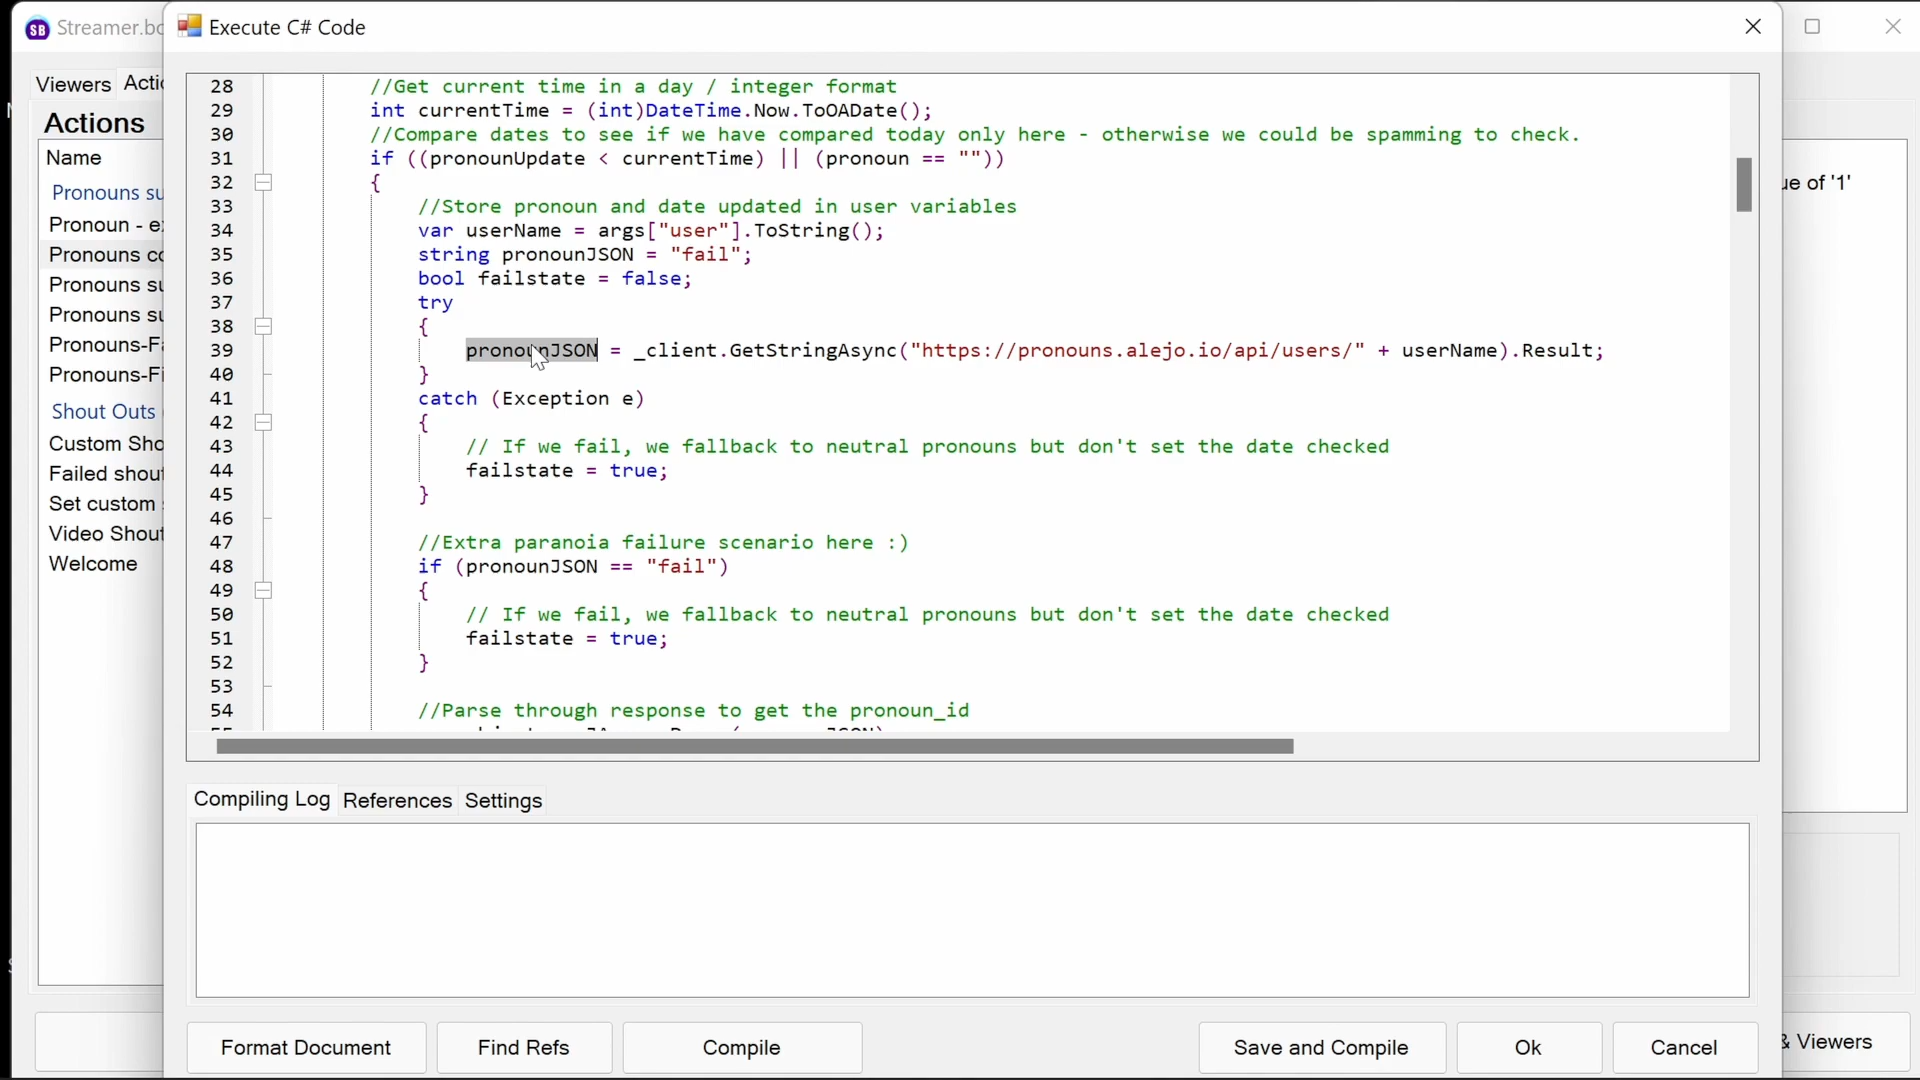 Streamer.bo
Execute C# Code
Viewers
Actio
Actions
Name
Pronouns su
Pronoun - ex
Pronouns co
Pronouns su
Pronouns su
Pronouns-Fa
Pronouns-Fi
Shout Outs (
Custom Sho
Failed shout
Set custom s
Video Shout
Welcome
28 //Get current time in a day / integer format
29 int currentTime = (int)DateTime.Now.ToOADate();
30 //Compare dates to see if we have compared today only here - otherwise we could be spamming to check.
31 if ((pronounUpdate < currentTime) || (pronoun == ""))
32 {
33 //Store pronoun and date updated in user variables
34 var userName = args["user"].ToString();
35 string pronounJSON = "fail";
36 bool failstate = false;
37 try
38 {
39 pronounJSON = _client.GetStringAsync("https://pronouns.alejo.io/api/users/" + userName).Result;
40 }
41 catch (Exception e)
42 {
43 // If we fail, we fallback to neutral pronouns but don't set the date checked
44 failstate = true;
45 }
46
47 //Extra paranoia failure scenario here :)
48 if (pronounJSON == "fail")
49 {
50 // If we fail, we fallback to neutral pronouns but don't set the date checked
51 failstate = true;
52 }
53
54 //Parse through response to get the pronoun_id
ue of '1'
Compiling Log
References
Settings
Format Document
Find Refs
Compile
Save and Compile
Ok
Cancel
& Viewers